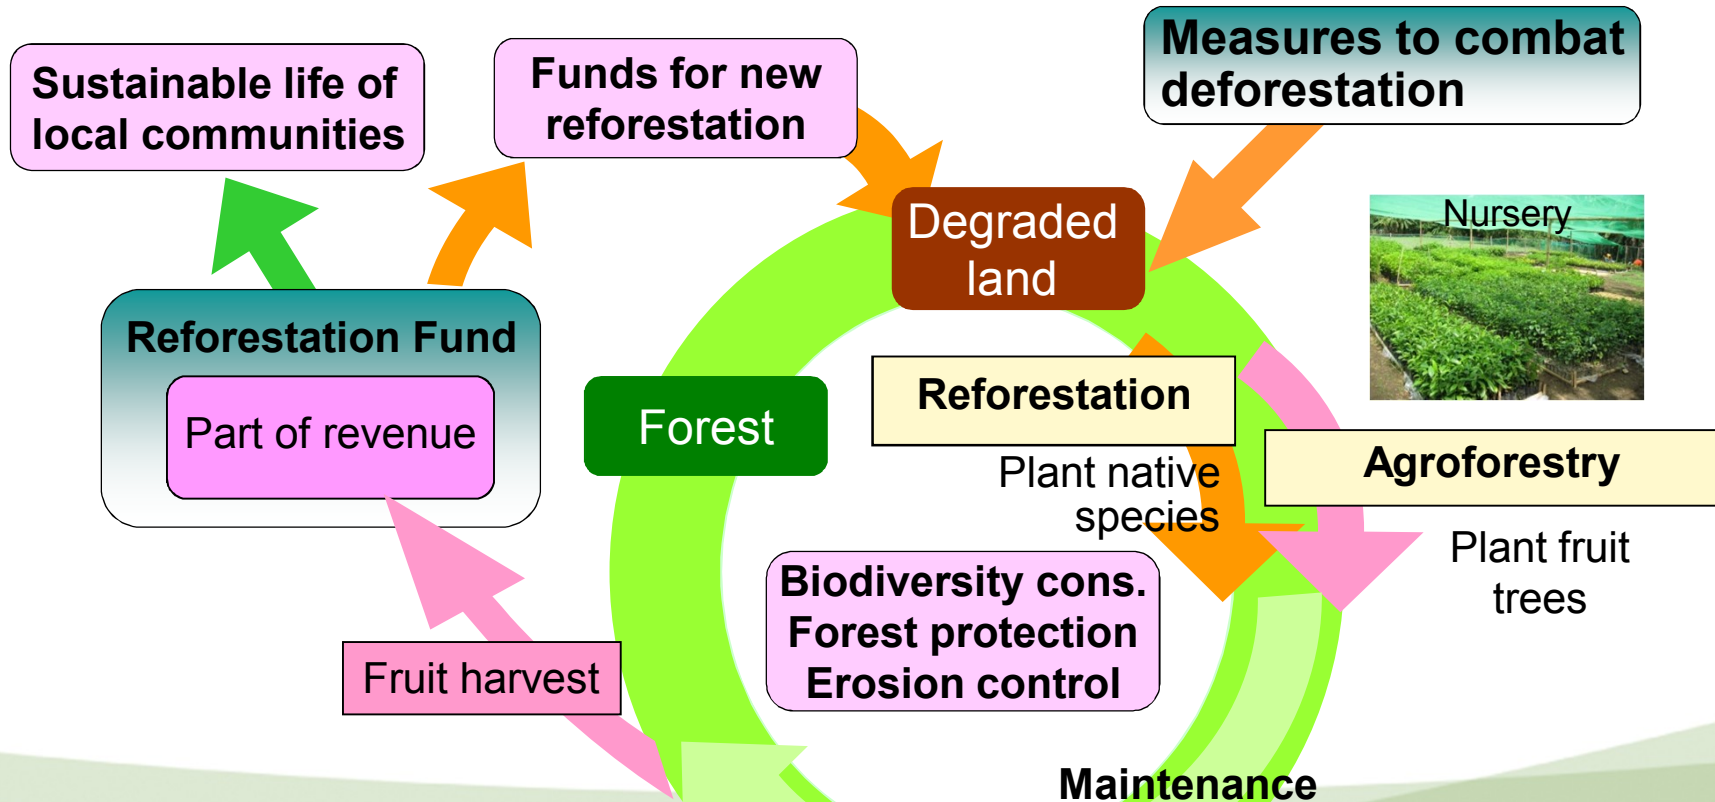 Sustainable life of
local communities
Funds for new
reforestation
Measures to combat
deforestation
Nursery
Degraded
land
Reforestation Fund
Part of revenue
Forest
Reforestation
Plant native
species
Agroforestry
Plant fruit
trees
Biodiversity cons.
Forest protection
Erosion control
Fruit harvest
Maintenance